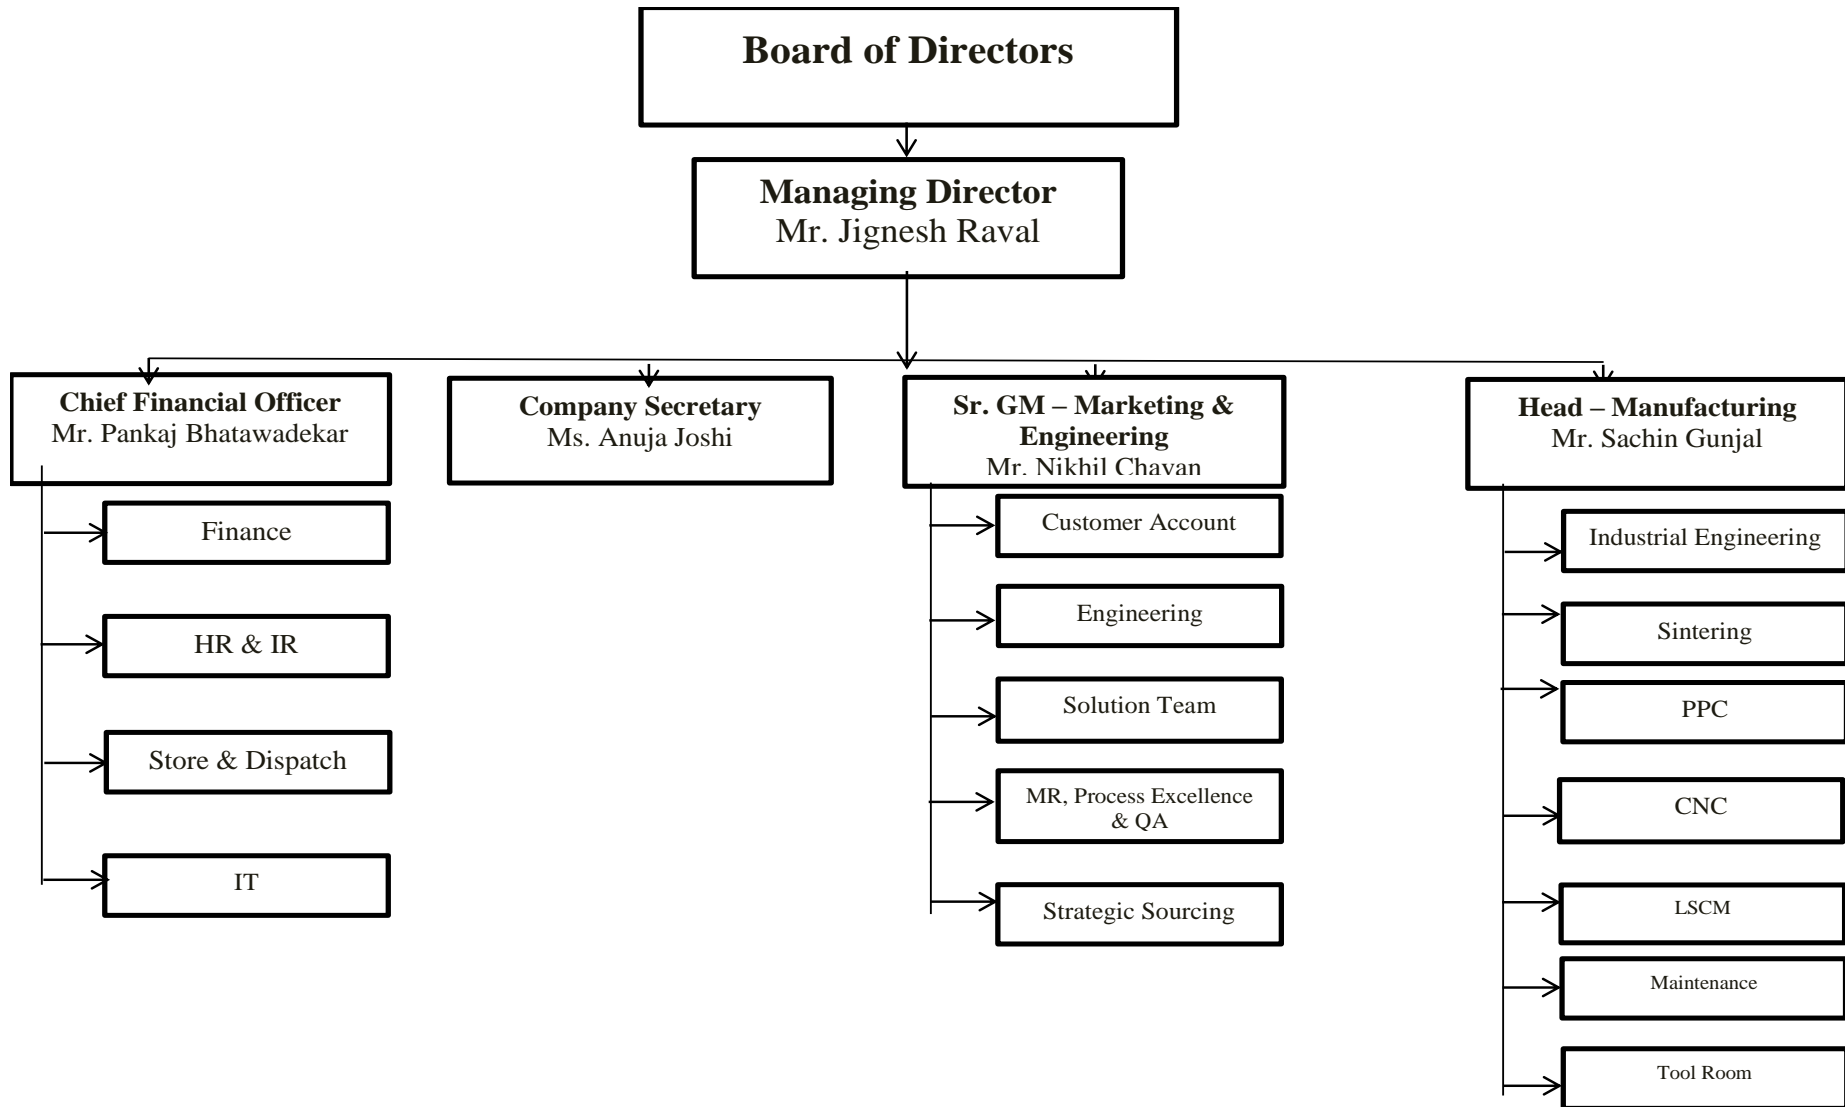 Board of Directors
Managing Director
Mr. Jignesh Raval
Chief Financial Officer
Mr. Pankaj Bhatawadekar
Finance
HR & IR
Store & Dispatch
IT
Company Secretary
Ms. Anuja Joshi
Sr. GM – Marketing &
Engineering
Mr. Nikhil Chavan
Customer Account
Engineering
Solution Team
MR, Process Excellence
& QA
Strategic Sourcing
Head – Manufacturing
Mr. Sachin Gunjal
Industrial Engineering
Sintering
PPC
CNC
LSCM
Maintenance
Tool Room